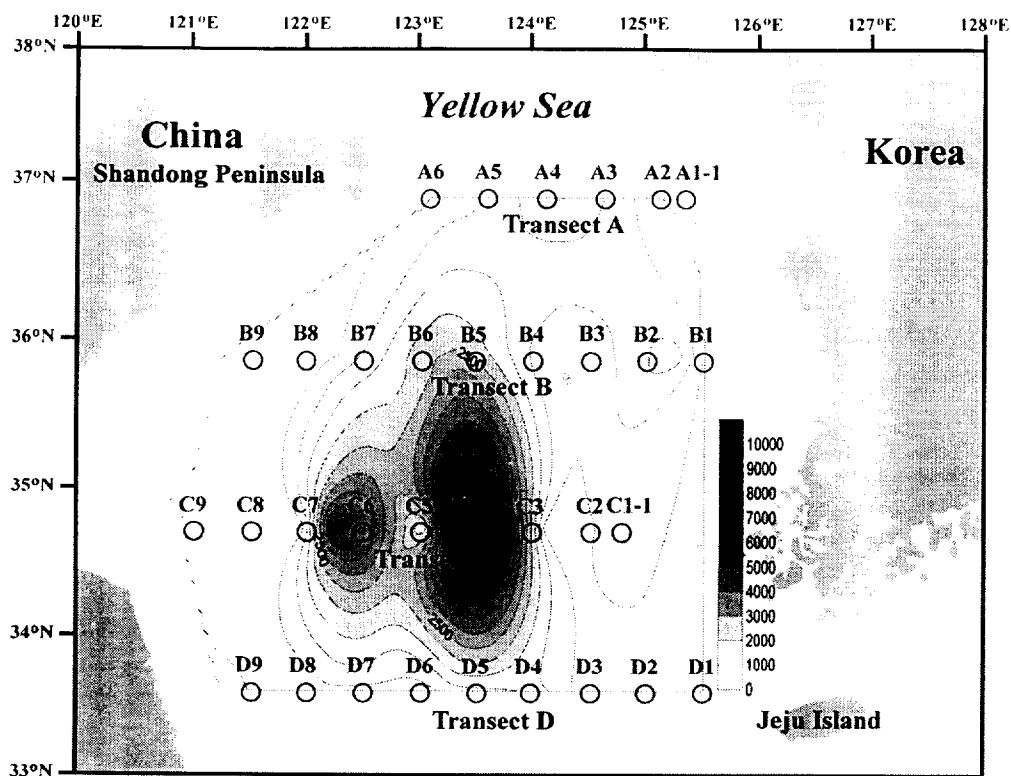 120°E 121°E 122°E 123°E 124°E 125°E 126°E 127°E 128°E
38°N
Yellow Sea
China
Korea
Shandong Peninsula
37°N
A6 A5 A4 A3 A2 A1-1
Transect A
36°N
B9 B8 B7 B6 B5 B4 B3 B2 B1
2500
Transect B
10000
9000
8000
7000
6000
5000
4000
3000
2000
1000
0
35°N
C9 C8 C7 C6 C5 C3 C2 C1-1
2500
34°N
2500
D9 D8 D7 D6 D5 D4 D3 D2 D1
Transect D
Jeju Island
33°N